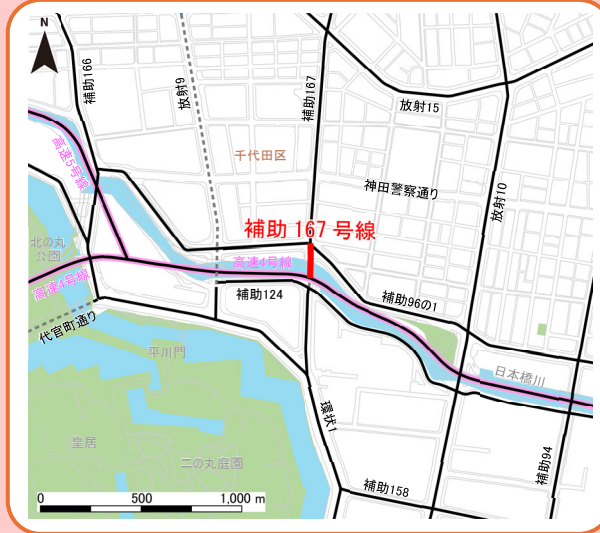 N
補助166
放射9
補助167
放射15
高速5号線
千代田区
神田警察通り
放射10
補助167号線
北の丸
公園
高速4号線
高速4号線
補助124
補助96の1
代官町通り
平川門
日本橋川
環状1
皇居
二の丸庭園
補助94
補助158
0 500 1,000 m